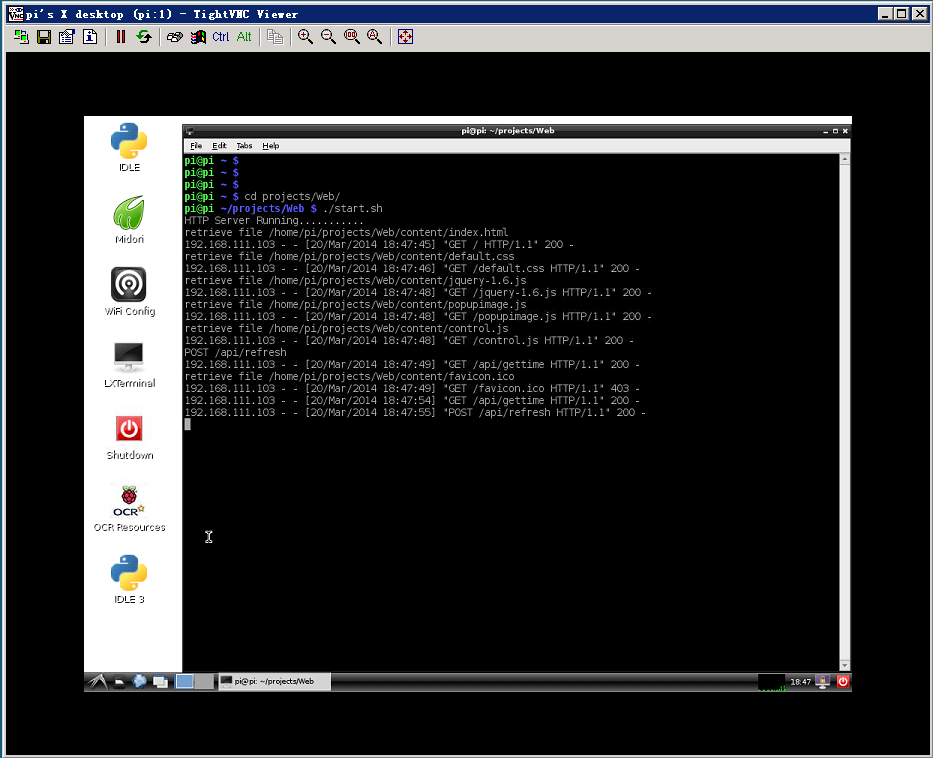 pi's X desktop (pi:1) - TightVNC Viewer
Ctrl Alt
IDLE
Midori
WiFi Config
LXTerminal
Shutdown
OCR
OCR Resources
IDLE 3
pi@pi: ~/projects/Web
File Edit Tabs Help
pi@pi ~ $
pi@pi ~ $
pi@pi ~ $
pi@pi ~ $ cd projects/Web/
pi@pi ~/projects/Web $ ./start.sh
HTTP Server Running...........
retrieve file /home/pi/projects/Web/content/index.html
192.168.111.103 - - [20/Mar/2014 18:47:45] "GET / HTTP/1.1" 200 -
retrieve file /home/pi/projects/Web/content/default.css
192.168.111.103 - - [20/Mar/2014 18:47:46] "GET /default.css HTTP/1.1" 200 -
retrieve file /home/pi/projects/Web/content/jquery-1.6.js
192.168.111.103 - - [20/Mar/2014 18:47:48] "GET /jquery-1.6.js HTTP/1.1" 200 -
retrieve file /home/pi/projects/Web/content/popupimage.js
192.168.111.103 - - [20/Mar/2014 18:47:48] "GET /popupimage.js HTTP/1.1" 200 -
retrieve file /home/pi/projects/Web/content/control.js
192.168.111.103 - - [20/Mar/2014 18:47:48] "GET /control.js HTTP/1.1" 200 -
POST /api/refresh
192.168.111.103 - - [20/Mar/2014 18:47:49] "GET /api/gettime HTTP/1.1" 200 -
retrieve file /home/pi/projects/Web/content/favicon.ico
192.168.111.103 - - [20/Mar/2014 18:47:49] "GET /favicon.ico HTTP/1.1" 403 -
192.168.111.103 - - [20/Mar/2014 18:47:54] "GET /api/gettime HTTP/1.1" 200 -
192.168.111.103 - - [20/Mar/2014 18:47:55] "POST /api/refresh HTTP/1.1" 200 -
pi@pi: ~/projects/Web
18:47